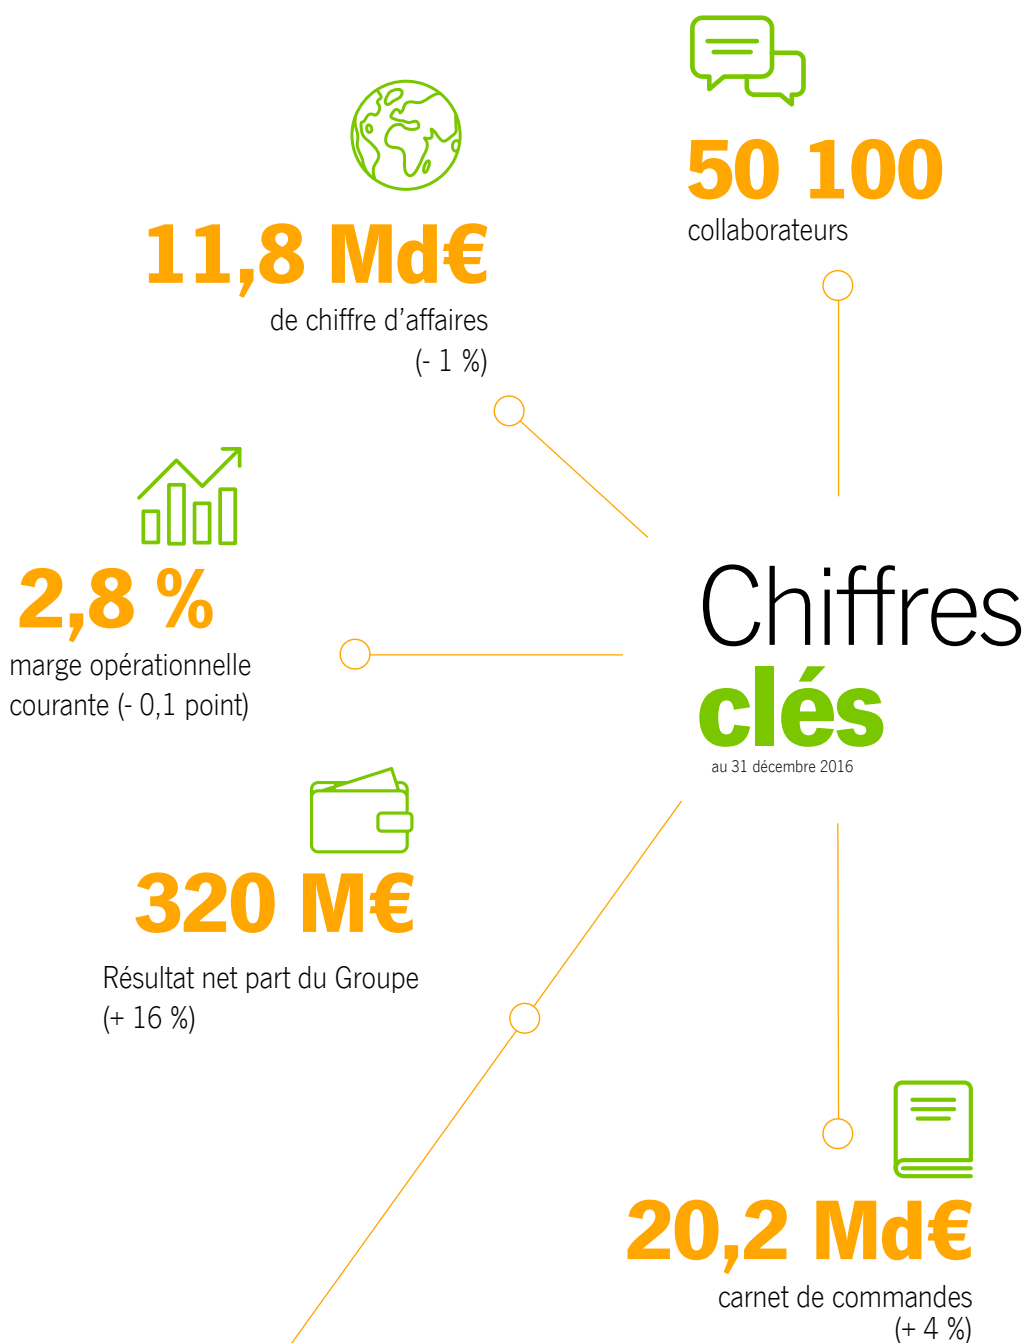 50 100
collaborateurs
11,8 Md€
de chiffre d’affaires
(- 1 %)
2,8 %
marge opérationnelle
courante (- 0,1 point)
Chiffres
clés
au 31 décembre 2016
320 M€
Résultat net part du Groupe
(+ 16 %)
20,2 Md€
carnet de commandes
(+ 4 %)